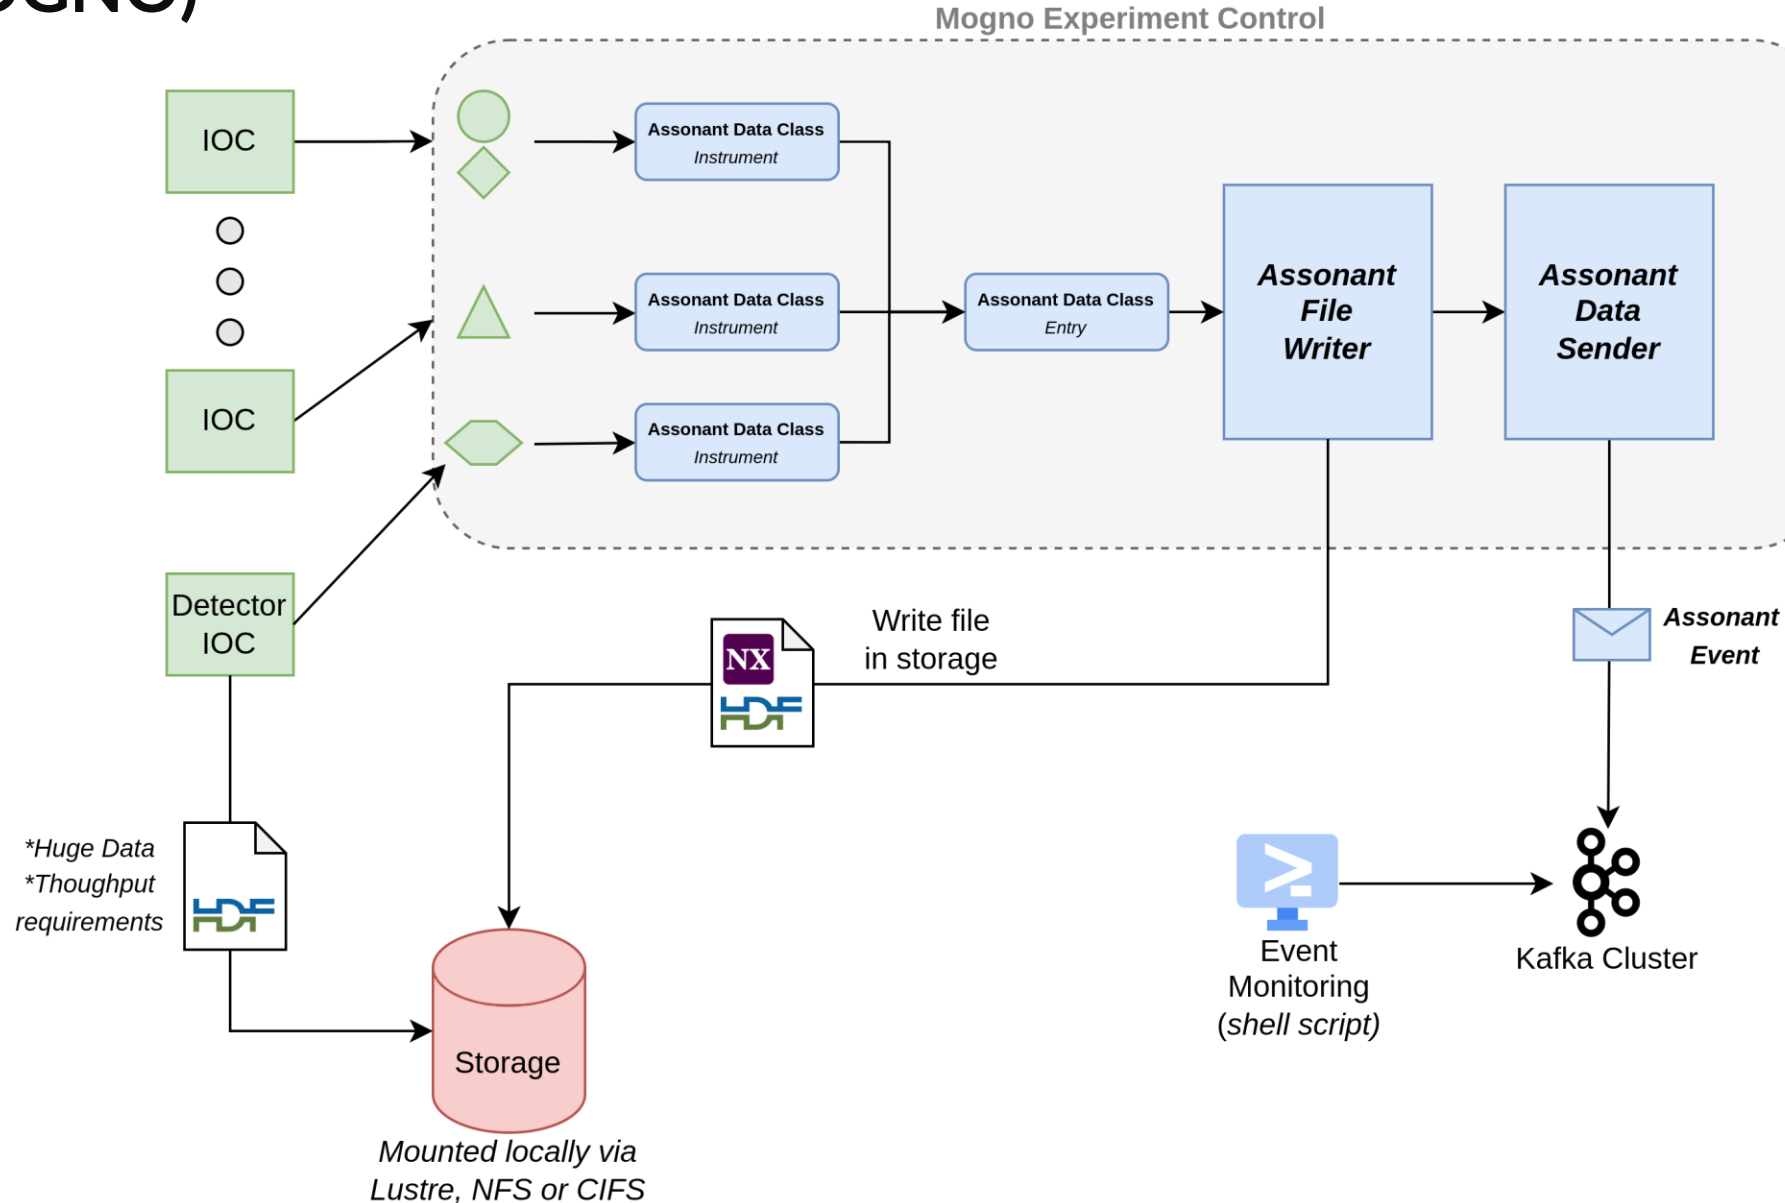 Mogno Experiment Control
IOC
Assonant Data Class
Instrument
Assonant Data Class
Instrument
Assonant Data Class
Entry
Assonant
File
Writer
Assonant
Data
Sender
IOC
Assonant Data Class
Instrument
Detector
IOC
Write file
in storage
NX
HDF
Assonant
Event
*Huge Data
*Thoughput
requirements
HDF
Event
Monitoring
(shell script)
Kafka Cluster
Storage
Mounted locally via
Lustre, NFS or CIFS